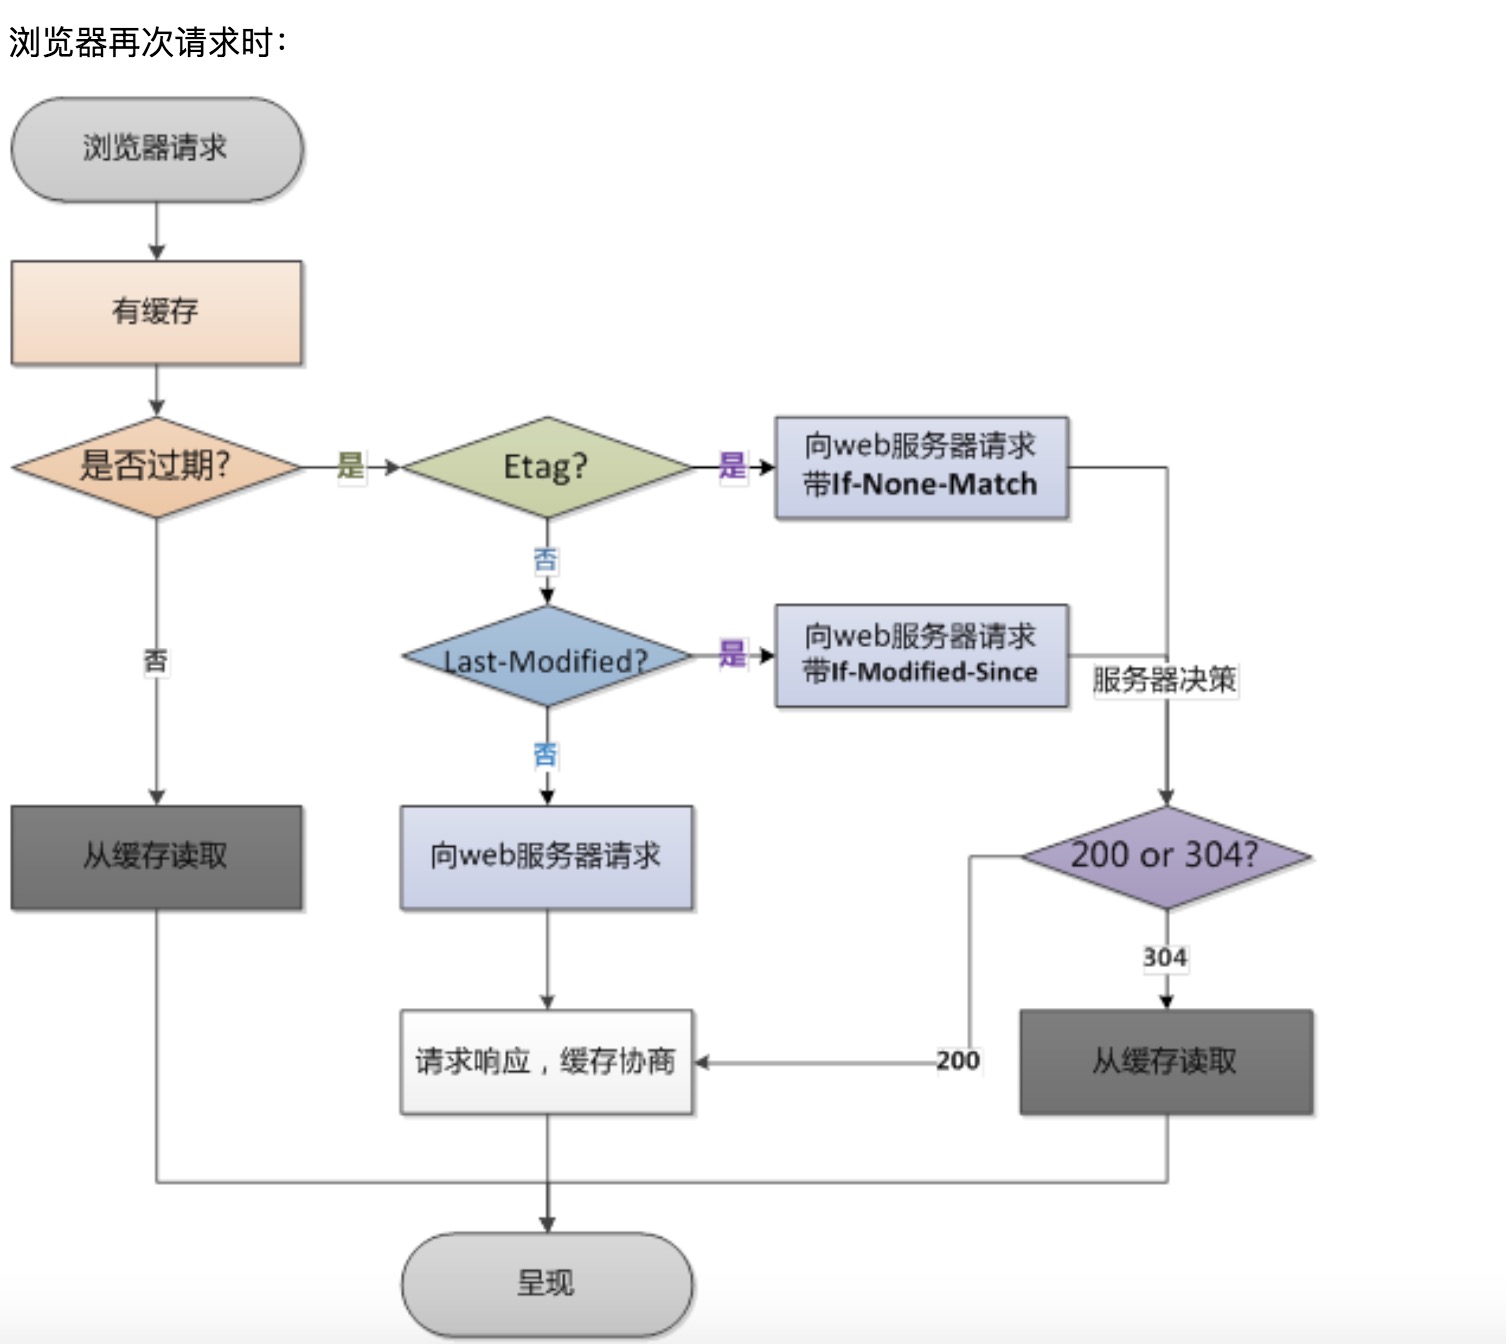 浏览器再次请求时：
浏览器请求
有缓存
是否过期?
是
Etag?
是
向web服务器请求
带If-None-Match
否
否
Last-Modified?
是
向web服务器请求
带If-Modified-Since
服务器决策
否
从缓存读取
向web服务器请求
200 or 304?
304
请求响应，缓存协商
200
从缓存读取
呈现